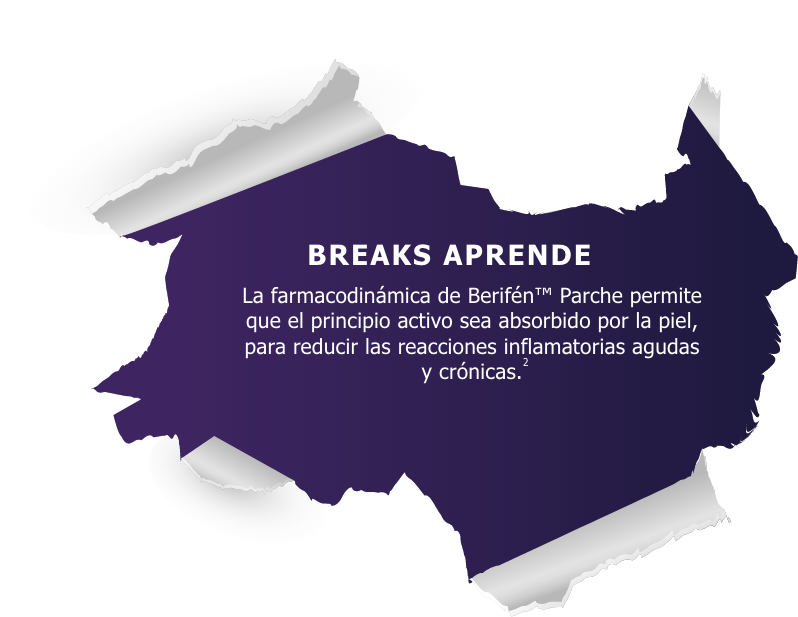 BREAKS APRENDE
La farmacodinámica de Berifén™ Parche permite
que el principio activo sea absorbido por la piel,
para reducir las reacciones inflamatorias agudas
y crónicas.²